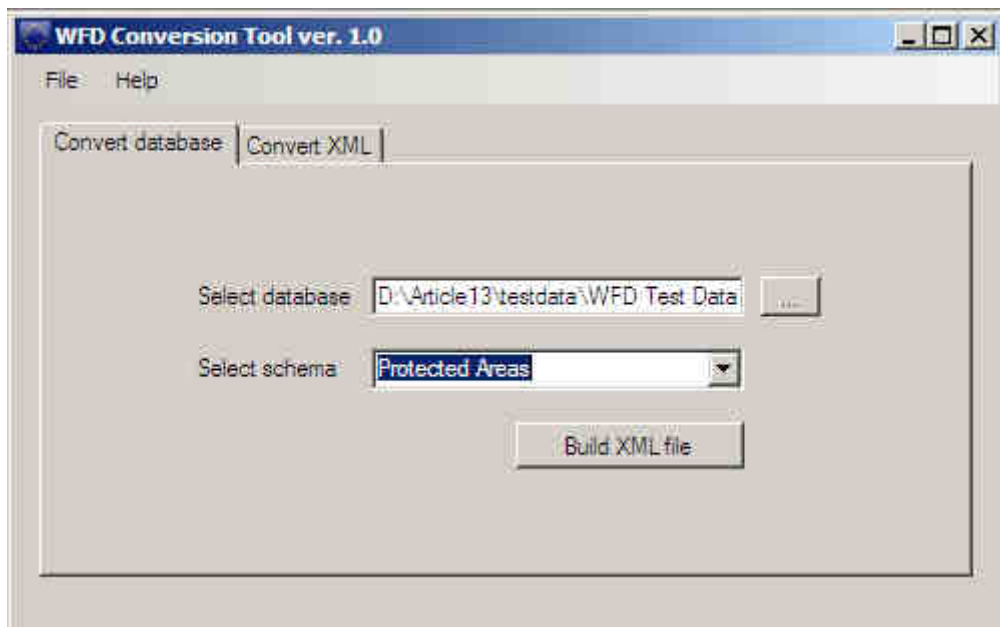 WFD Conversion Tool ver. 1.0
File Help
Convert database Convert XML
Select database D:\Article13\testdata\WFD Test Data ...
Select schema Protected Areas
Build XML file